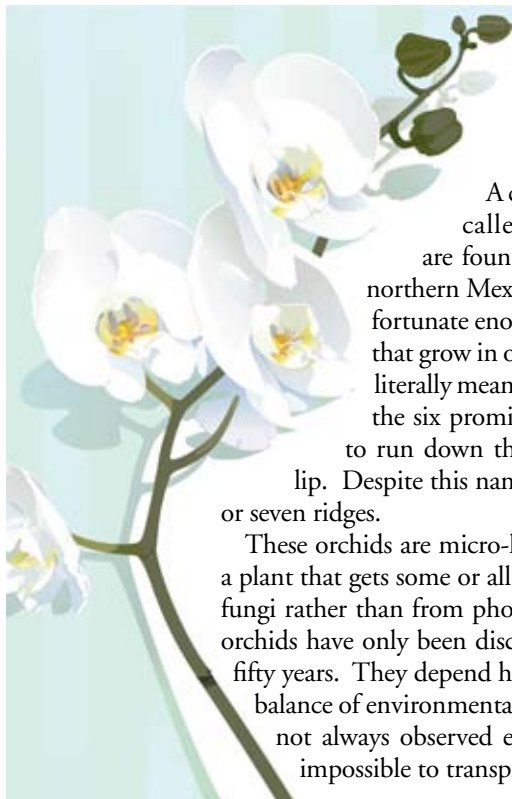 A c
calle
are foun
northern Mex
fortunate eno
that grow in o
literally mean
the six promi
to run down th
lip. Despite this nan
or seven ridges.
These orchids are micro-l
a plant that gets some or all
fungi rather than from pho
orchids have only been disc
fifty years. They depend h
balance of environmenta
not always observed e
impossible to transp